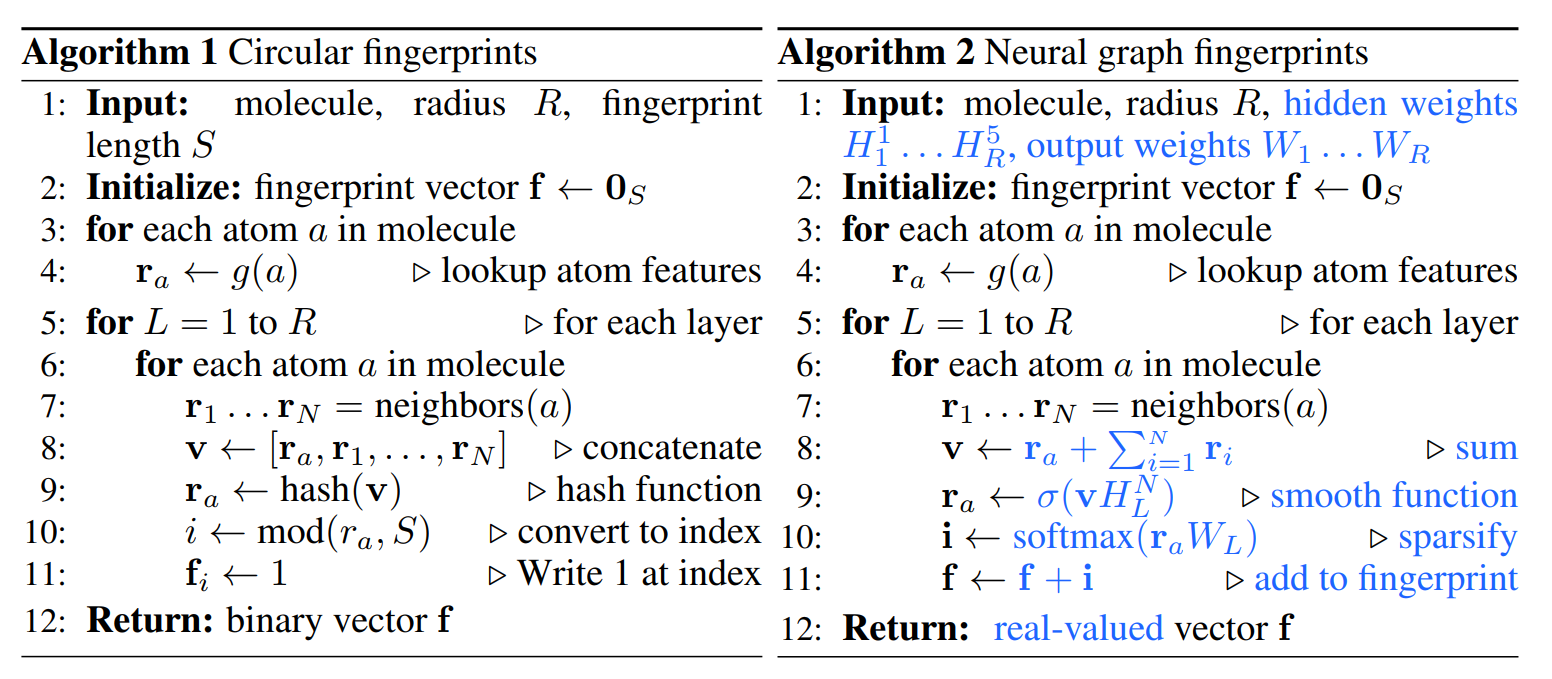 Algorithm 1 Circular fingerprints
1: Input: molecule, radius R, fingerprint
length S
2: Initialize: fingerprint vector f ← 0_S
3: for each atom a in molecule
4: r_a ← g(a) ▷ lookup atom features
5: for L = 1 to R ▷ for each layer
6: for each atom a in molecule
7: r_1 … r_N = neighbors(a)
8: v ← [r_a, r_1, …, r_N] ▷ concatenate
9: r_a ← hash(v) ▷ hash function
10: i ← mod(r_a, S) ▷ convert to index
11: f_i ← 1 ▷ Write 1 at index
12: Return: binary vector f
Algorithm 2 Neural graph fingerprints
1: Input: molecule, radius R, hidden weights
H_1^1 … H_R^5, output weights W_1 … W_R
2: Initialize: fingerprint vector f ← 0_S
3: for each atom a in molecule
4: r_a ← g(a) ▷ lookup atom features
5: for L = 1 to R ▷ for each layer
6: for each atom a in molecule
7: r_1 … r_N = neighbors(a)
8: v ← r_a + ∑_{i=1}^N r_i ▷ sum
9: r_a ← σ(vH_L^N) ▷ smooth function
10: i ← softmax(r_aW_L) ▷ sparsify
11: f ← f + i ▷ add to fingerprint
12: Return: real-valued vector f